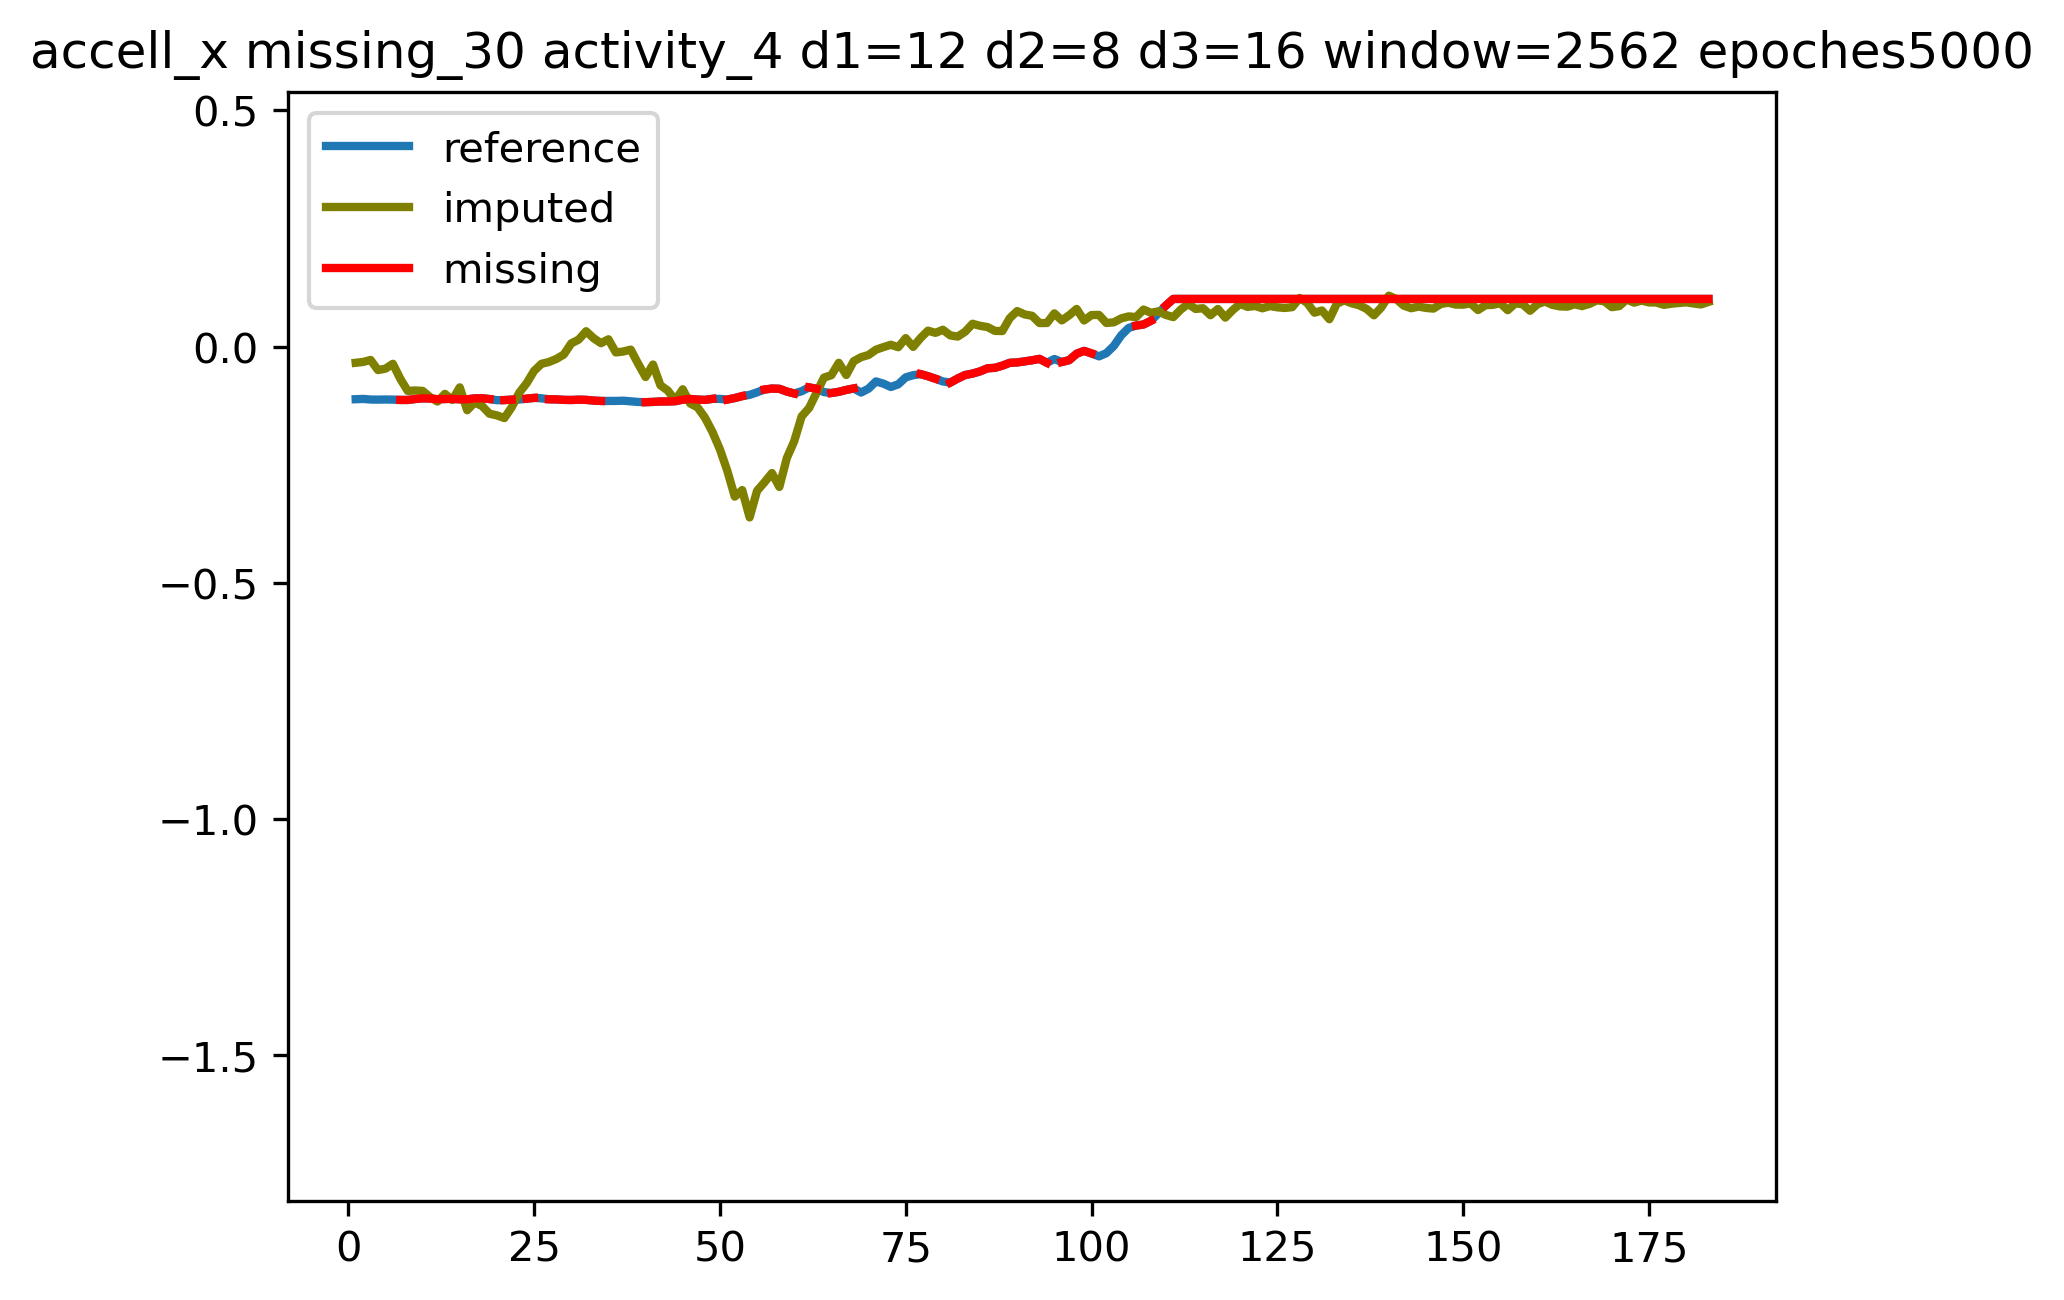 accell_x missing_30 activity_4 d1=12 d2=8 d3=16 window=2562 epoches5000
reference
imputed
missing
0.5
0.0
−0.5
−1.0
−1.5
0 25 50 75 100 125 150 175